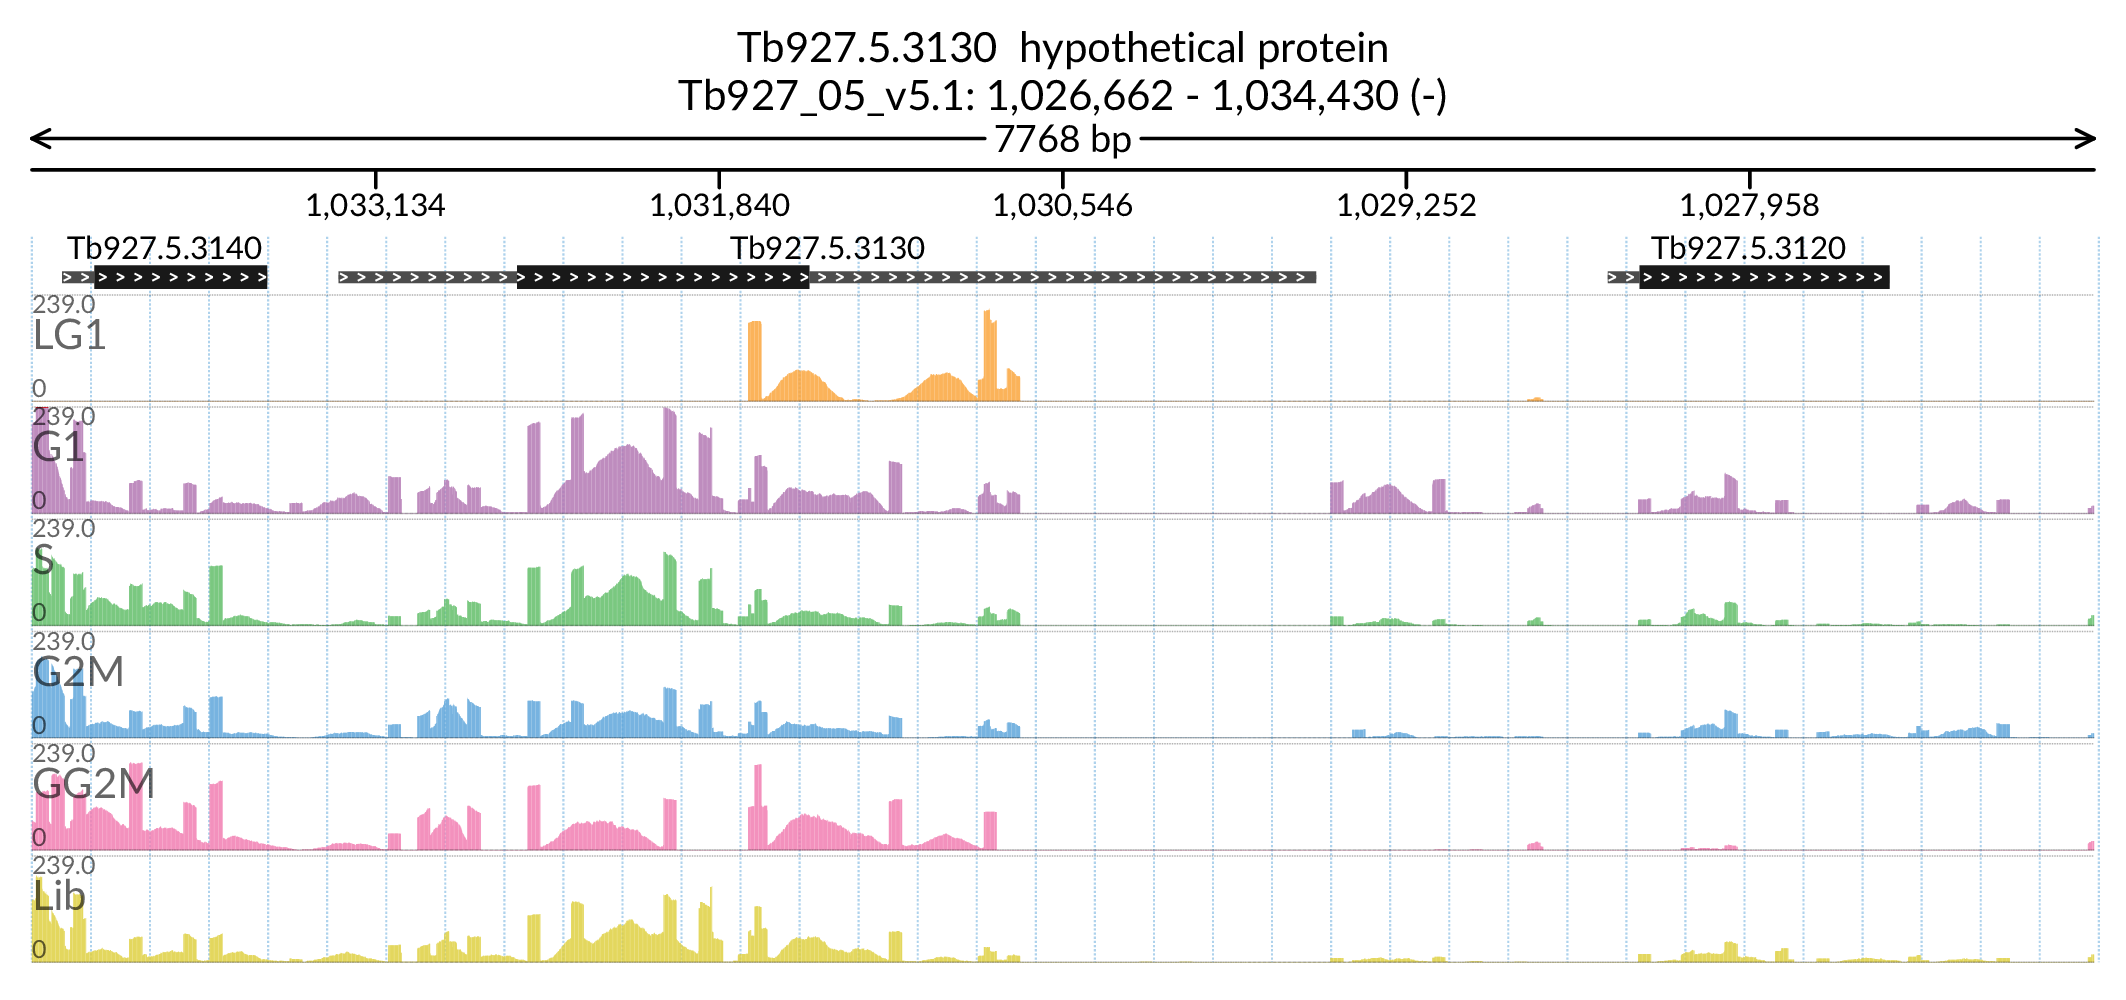 Tb927.5.3130  hypothetical protein
Tb927_05_v5.1: 1,026,662 - 1,034,430 (-)
7768 bp
1,033,134 1,031,840 1,030,546 1,029,252 1,027,958
Tb927.5.3140 Tb927.5.3130 Tb927.5.3120
239.0
LG1
0
239.0
G1
0
239.0
S
0
239.0
G2M
0
239.0
GG2M
0
239.0
Lib
0